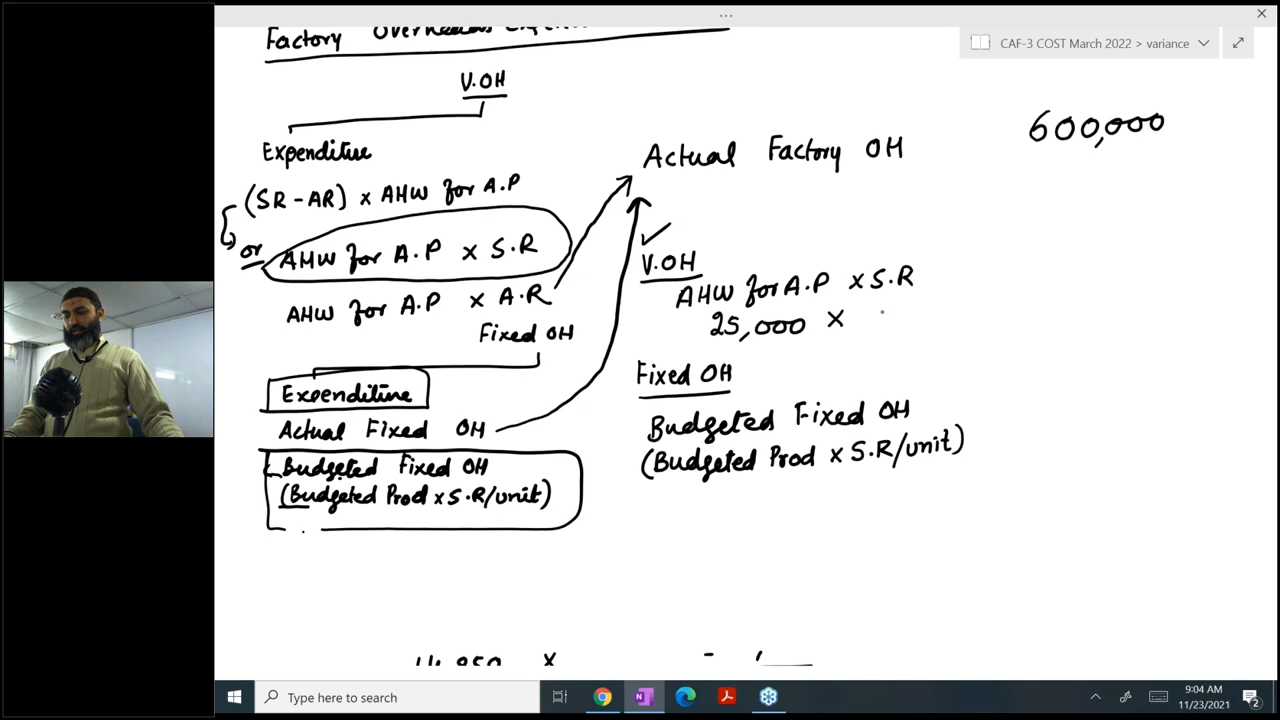 CAF-3 COST March 2022 > variance
Factory Overheads
V.OH
Expenditure
(SR - AR) x AHW for A.P
or AHW for A.P x S.R
AHW for A.P x A.R
Fixed OH
Expenditure
Actual Fixed OH
Budgeted Fixed OH
(Budgeted Prod x S.R/unit)
Actual Factory OH 600,000
V.OH
AHW for A.P x S.R
25,000 x
Fixed OH
Budgeted Fixed OH
(Budgeted Prod x S.R/unit)
Type here to search
9:04 AM
11/23/2021
2